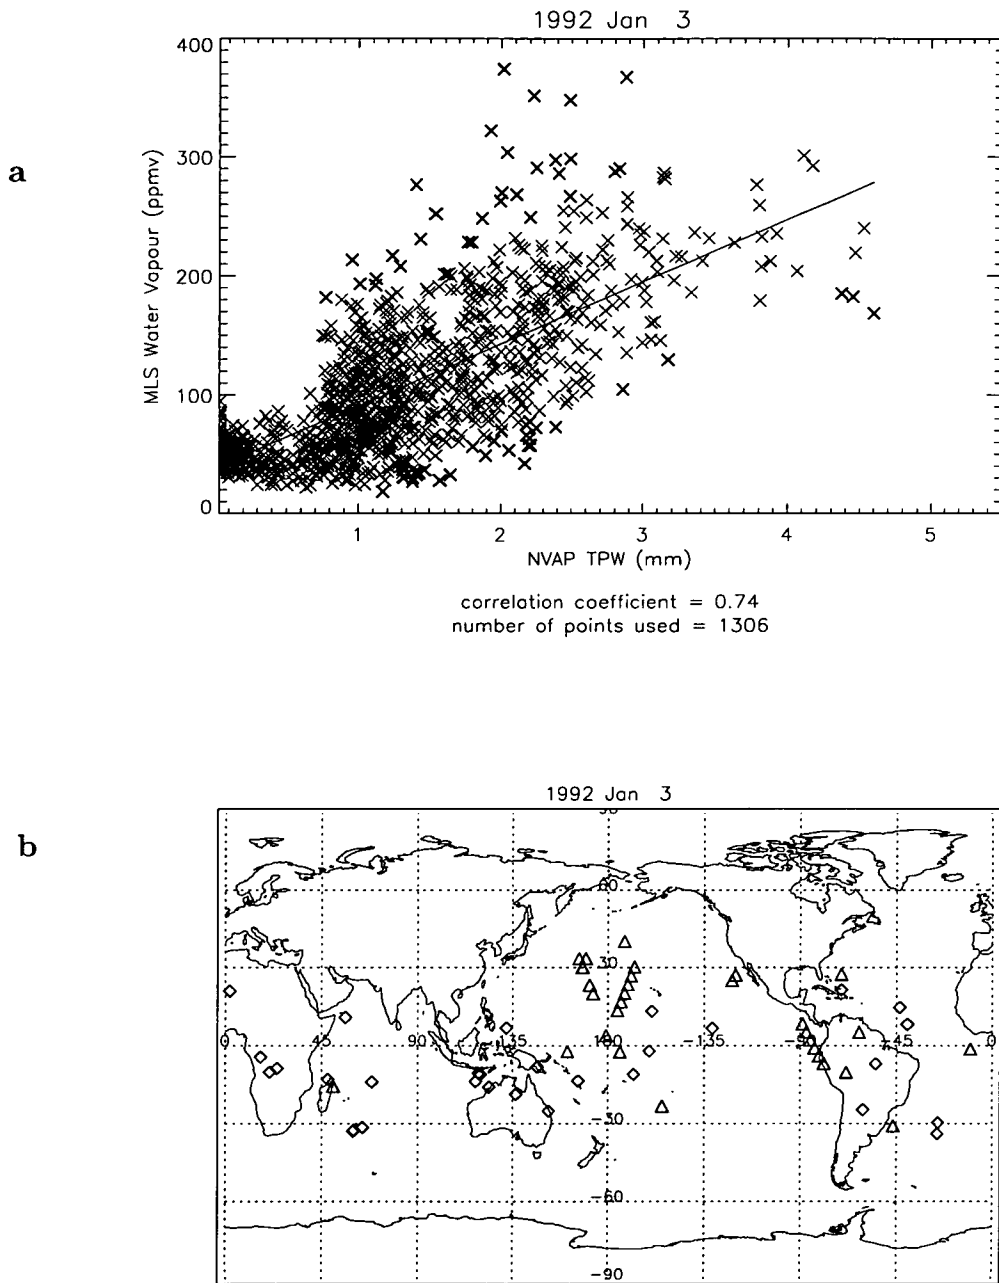 1992 Jan 3
a
MLS Water Vapour (ppmv)
400
300
200
100
0
1 2 3 4 5
NVAP TPW (mm)
correlation coefficient = 0.74
number of points used = 1306
b
1992 Jan 3
60
30
0 45 90 135 180 -135 -90 -45 0
-30
-60
-90